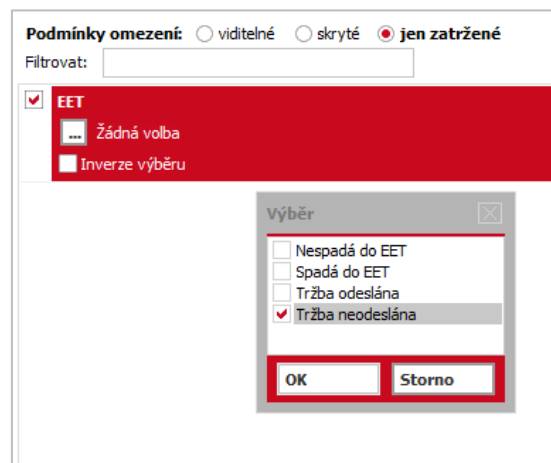 Podmínky omezení: viditelné skryté jen zatržené
Filtrovat:
EET
... Žádná volba
Inverze výběru
Výběr
Nespadá do EET
Spadá do EET
Tržba odeslána
Tržba neodeslána
OK Storno